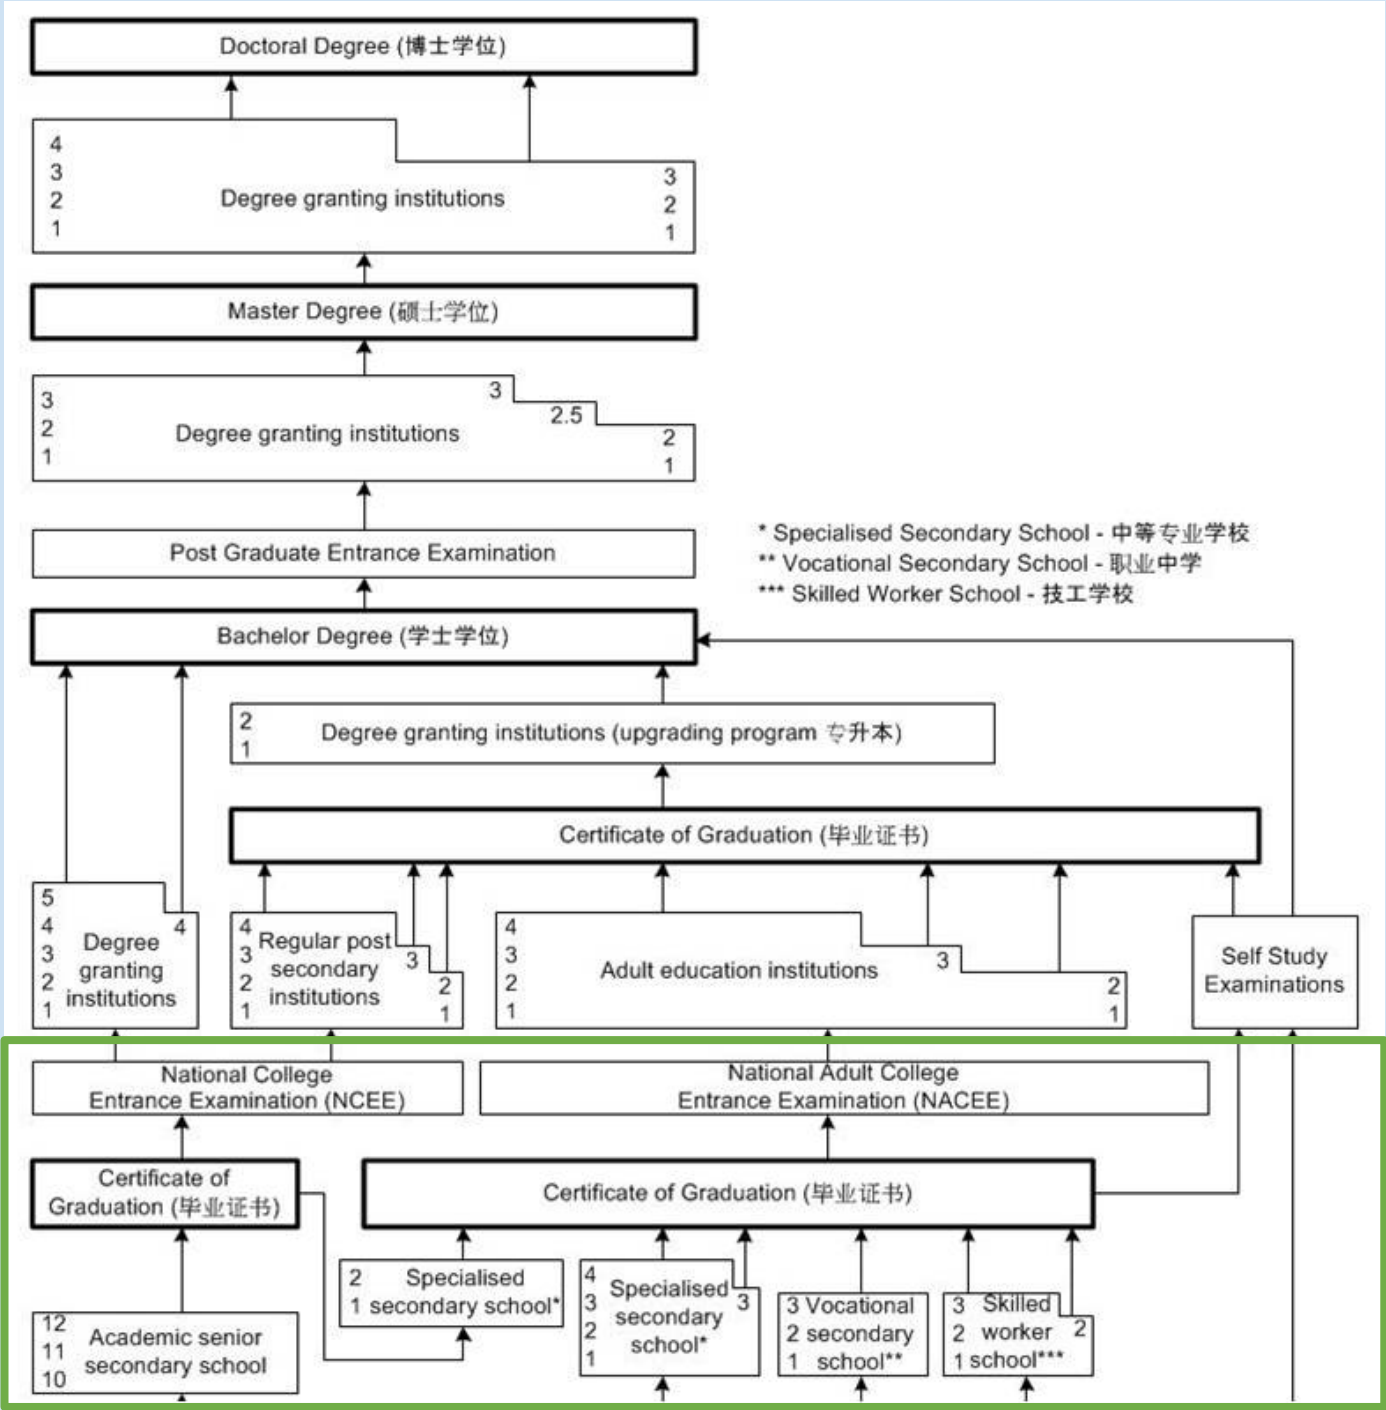 Doctoral Degree (博士学位)
4
3
2
1
Degree granting institutions
3
2
1
Master Degree (硕士学位)
3
2
1
Degree granting institutions
3
2.5
2
1
Post Graduate Entrance Examination
* Specialised Secondary School - 中等专业学校
** Vocational Secondary School - 职业中学
*** Skilled Worker School - 技工学校
Bachelor Degree (学士学位)
2
1
Degree granting institutions (upgrading program 专升本)
Certificate of Graduation (毕业证书)
5
4
3
2
1
Degree
granting
institutions
4
4
3
2
1
Regular post
secondary
institutions
3
2
1
4
3
2
1
Adult education institutions
3
2
1
Self Study
Examinations
National College
Entrance Examination (NCEE)
National Adult College
Entrance Examination (NACEE)
Certificate of
Graduation (毕业证书)
Certificate of Graduation (毕业证书)
12
11
10
Academic senior
secondary school
2
1
Specialised
secondary school*
4
3
2
1
Specialised
secondary
school*
3
3
2
1
Vocational
secondary
school**
3
2
1
Skilled
worker
school***
2